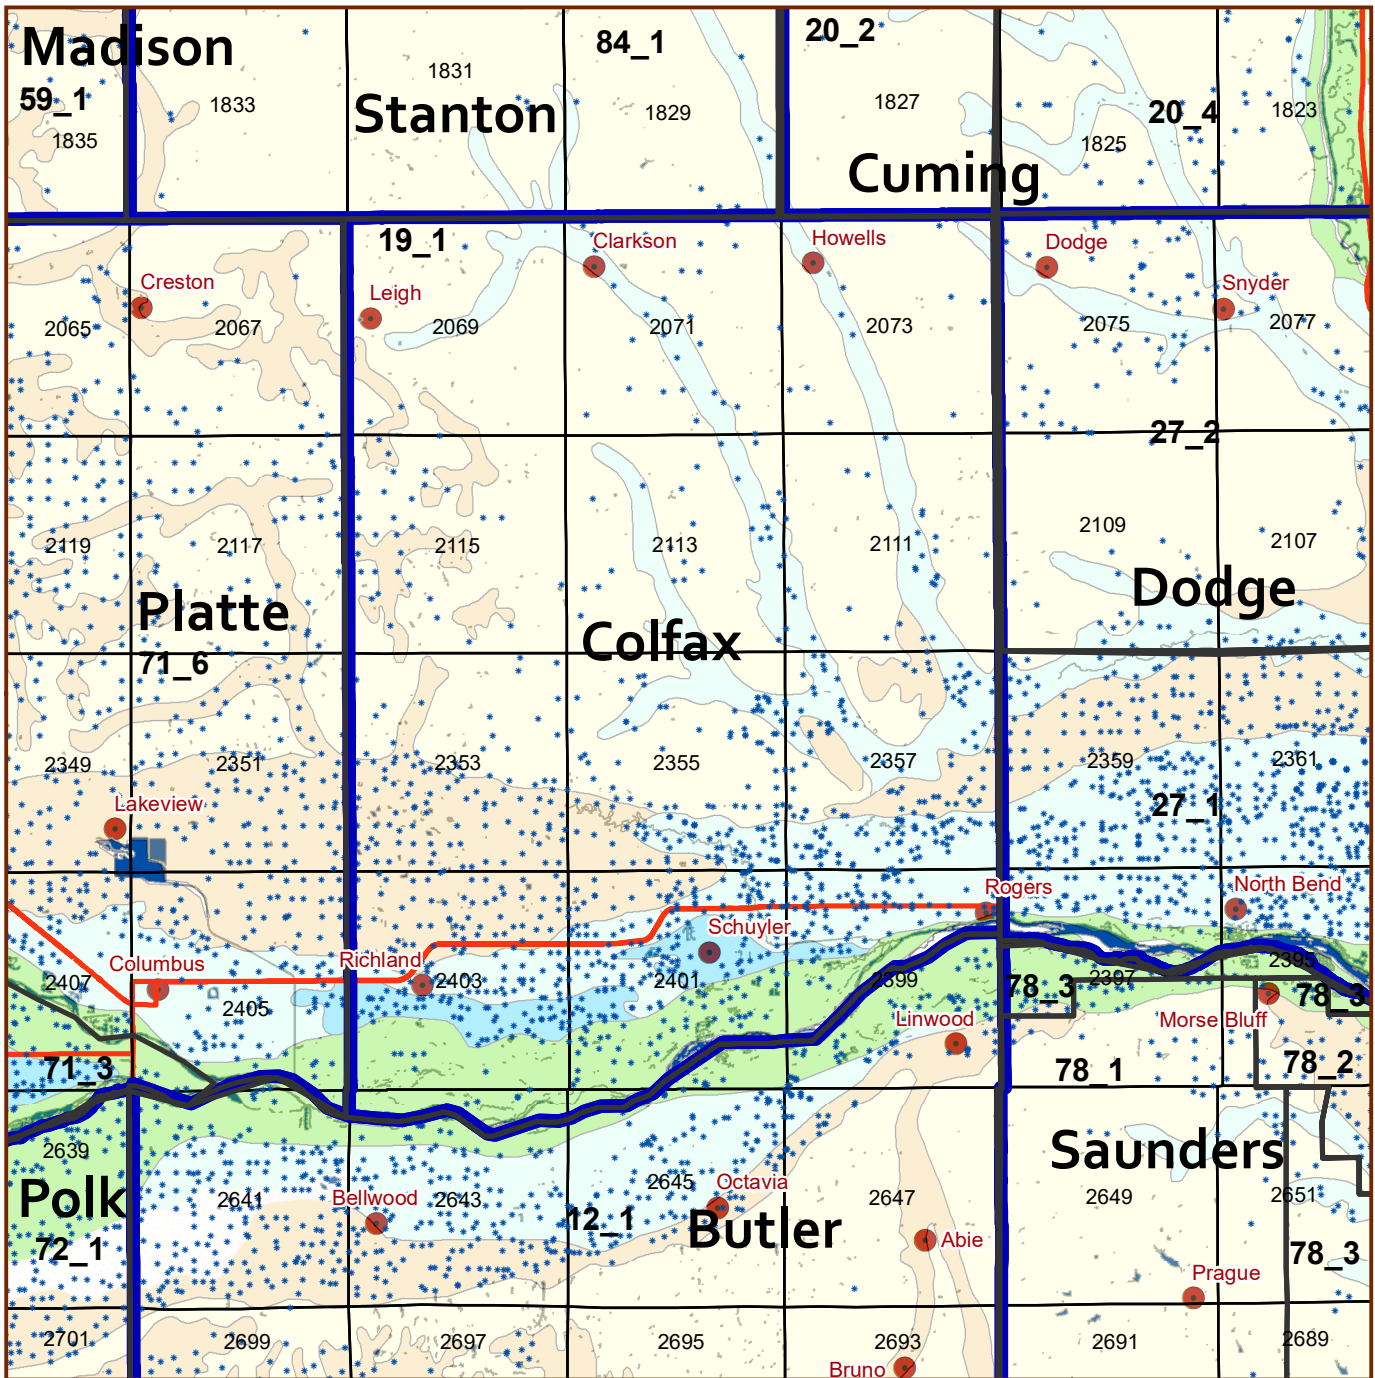 Madison
59_1
1835
1833
1831
Stanton
84_1
1829
20_2
1827
Cuming
20_4
1825
1823
19_1
Clarkson
Howells
Dodge
Creston
Leigh
Snyder
2065
2067
2069
2071
2073
2075
2077
27_2
2119
2117
2115
2113
2111
2109
2107
Dodge
Platte
71_6
Colfax
2349
2351
2353
2355
2357
2359
2361
27_1
Lakeview
Rogers
North Bend
Schuyler
Columbus
Richland
2407
2405
2403
2401
2399
2397
2395
78_3
78_3
Linwood
Morse Bluff
71_3
78_1
78_2
Saunders
2639
2641
2643
2645
2647
2649
2651
Polk
72_1
Bellwood
Octavia
12_1
Butler
Abie
78_3
Prague
2701
2699
2697
2695
2693
2691
2689
Bruno